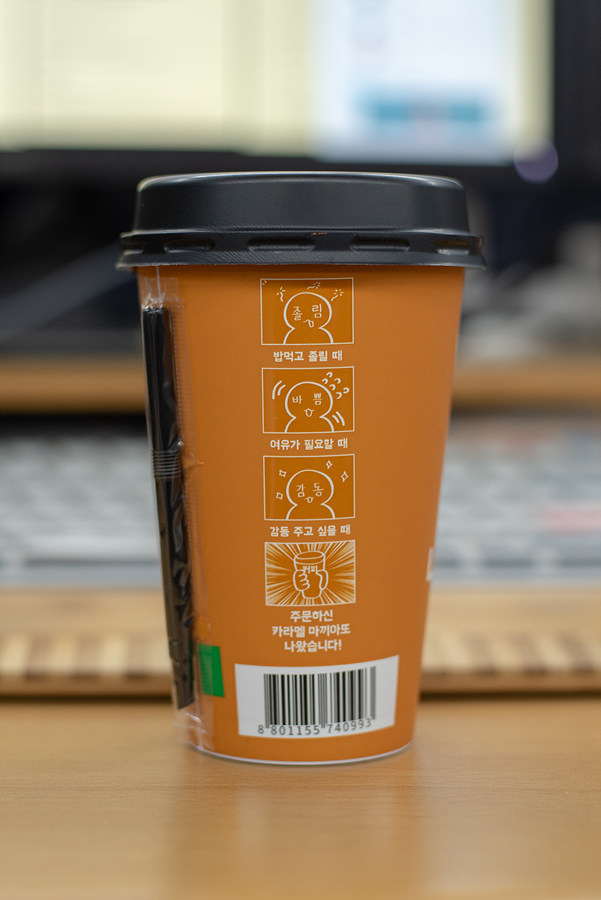 졸 림
밥먹고 졸릴 때
바 쁨
여유가 필요할 때
감 동
감동 주고 싶을 때
커피
주문하신
카라멜 마끼아또
나왔습니다!
8 801155 740993